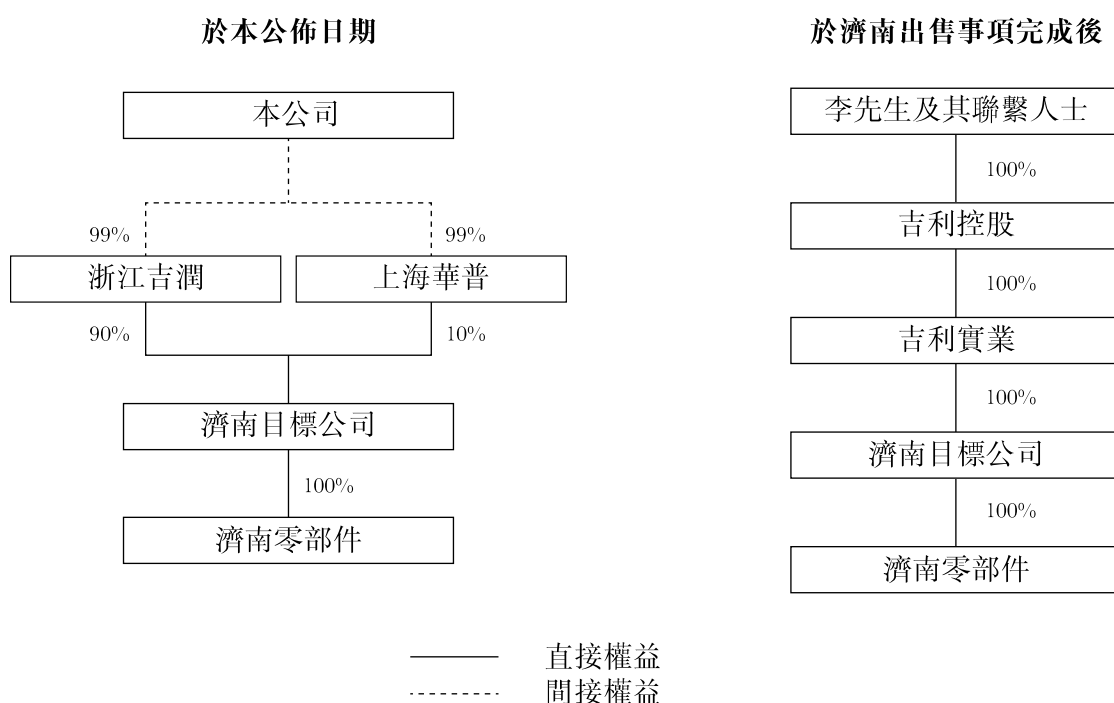 於本公佈日期
本公司
99%
99%
浙江吉潤
上海華普
90%
10%
濟南目標公司
100%
濟南零部件
於濟南出售事項完成後
李先生及其聯繫人士
100%
吉利控股
100%
吉利實業
100%
濟南目標公司
100%
濟南零部件
直接權益
間接權益